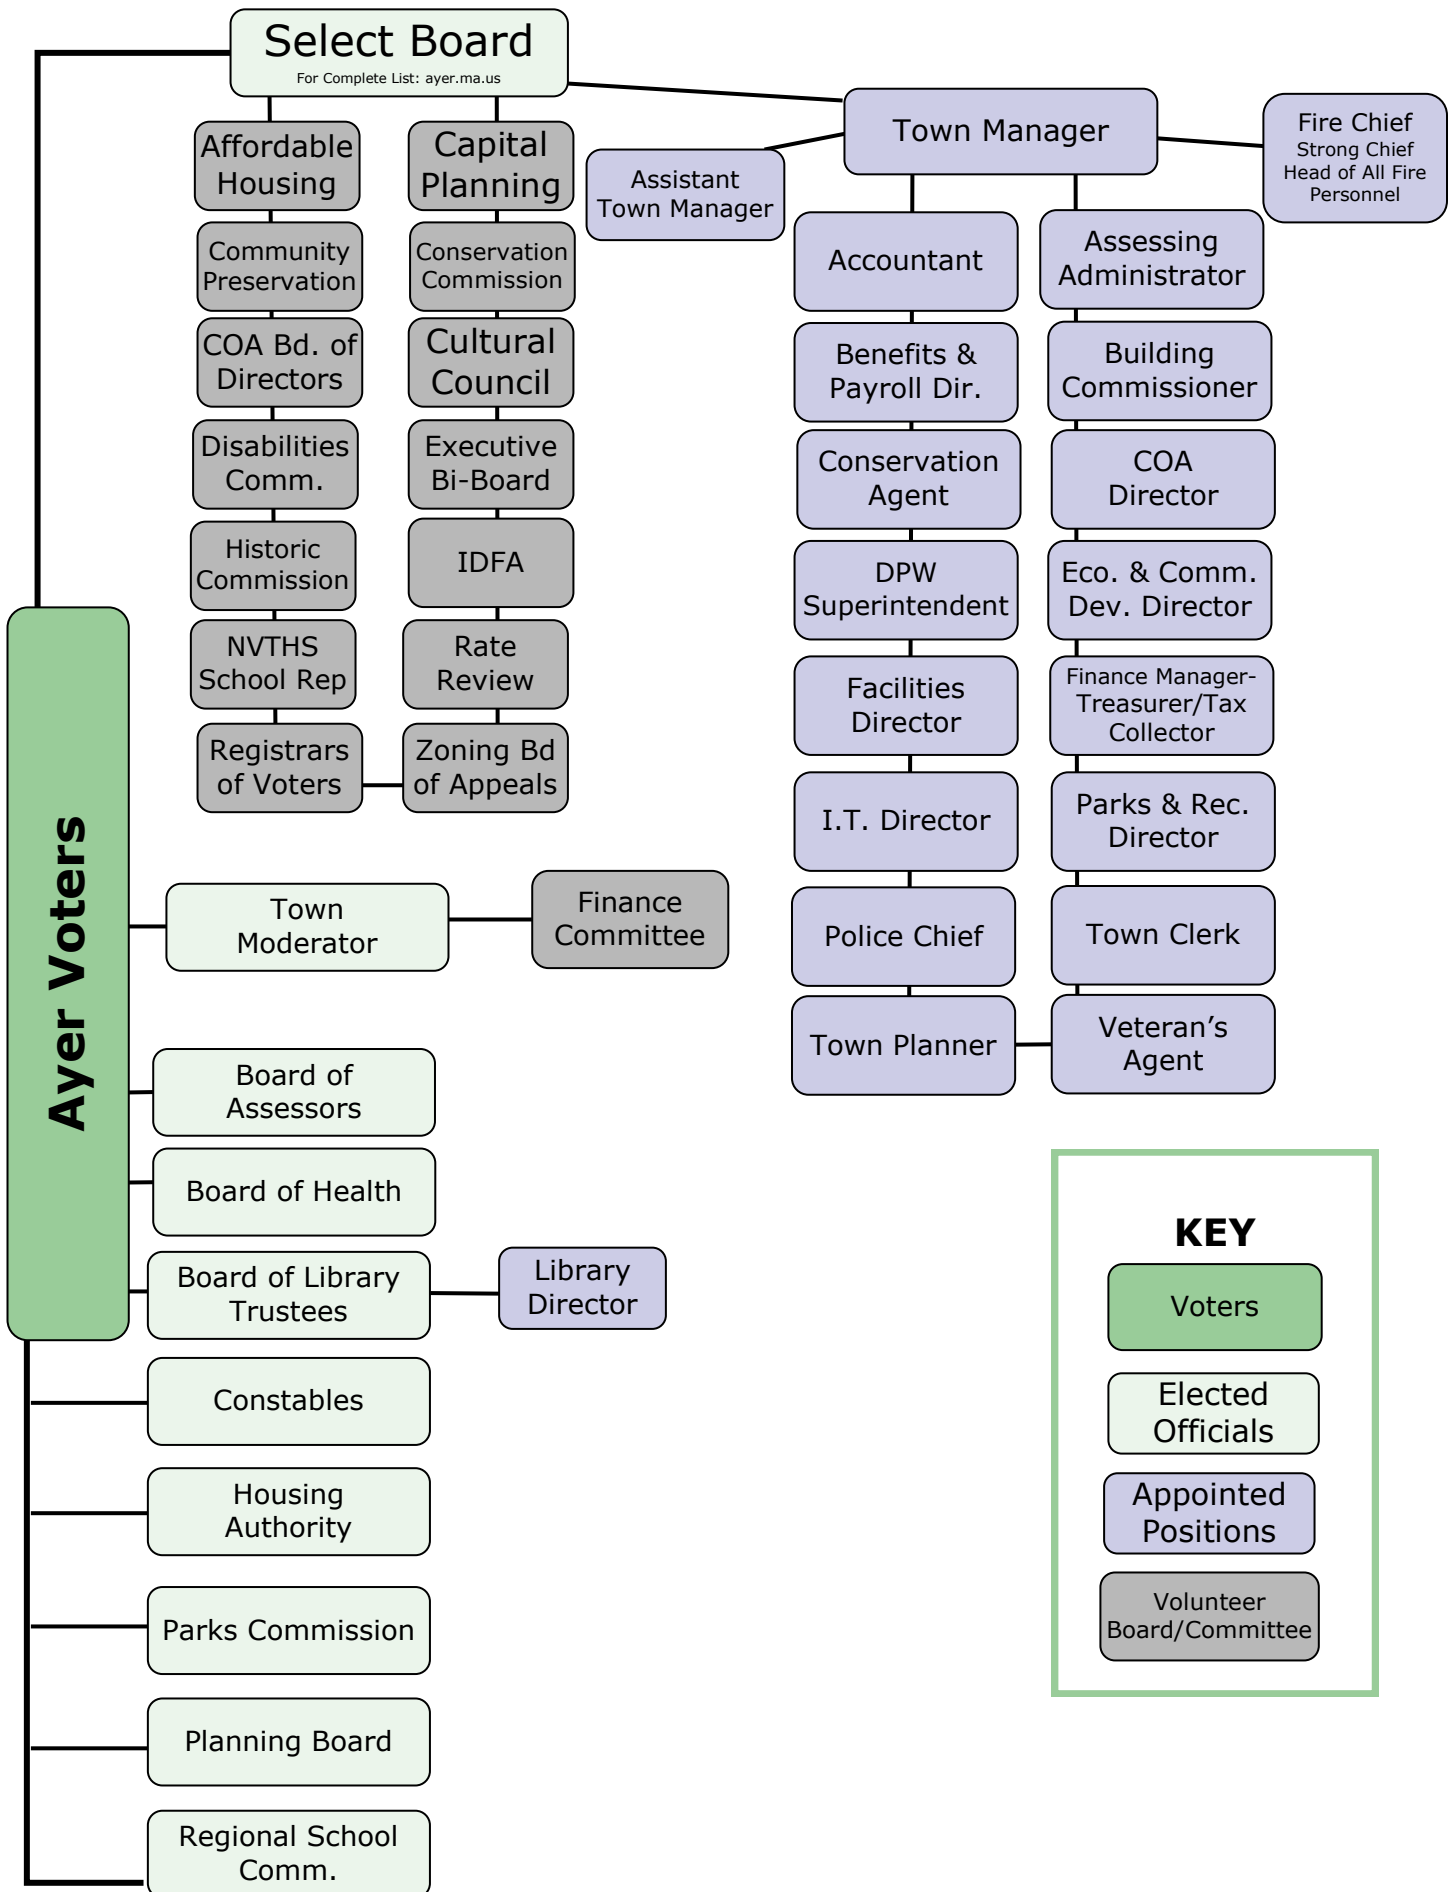 Select Board
For Complete List: ayer.ma.us
Affordable
Housing
Community
Preservation
COA Bd. of
Directors
Disabilities
Comm.
Historic
Commission
NVTHS
School Rep
Registrars
of Voters
Capital
Planning
Conservation
Commission
Cultural
Council
Executive
Bi-Board
IDFA
Rate
Review
Zoning Bd
of Appeals
Town Manager
Assistant
Town Manager
Fire Chief
Strong Chief
Head of All Fire
Personnel
Accountant
Benefits &
Payroll Dir.
Conservation
Agent
DPW
Superintendent
Facilities
Director
I.T. Director
Police Chief
Town Planner
Assessing
Administrator
Building
Commissioner
COA
Director
Eco. & Comm.
Dev. Director
Finance Manager-
Treasurer/Tax
Collector
Parks & Rec.
Director
Town Clerk
Veteran’s
Agent
Ayer Voters
Town
Moderator
Finance
Committee
Board of
Assessors
Board of Health
Board of Library
Trustees
Library
Director
Constables
Housing
Authority
Parks Commission
Planning Board
Regional School
Comm.
KEY
Voters
Elected
Officials
Appointed
Positions
Volunteer
Board/Committee